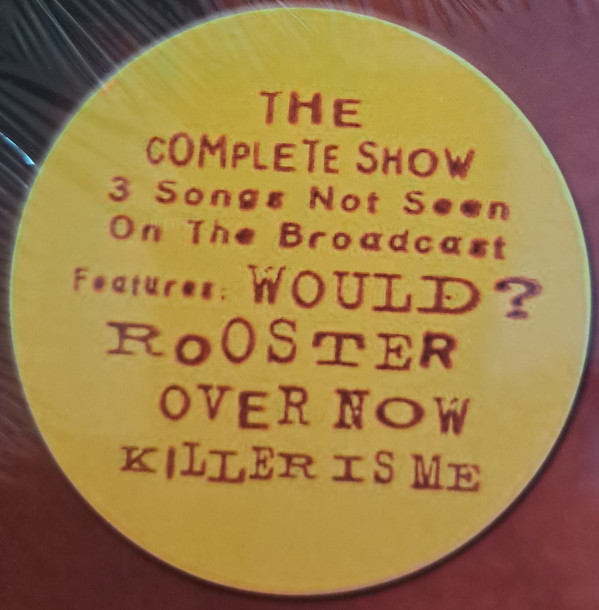 THE
COMPLETE SHOW
3 Songs Not Seen
On The Broadcast
Features: WOULD?
ROOSTER
OVER NOW
KILLER IS ME